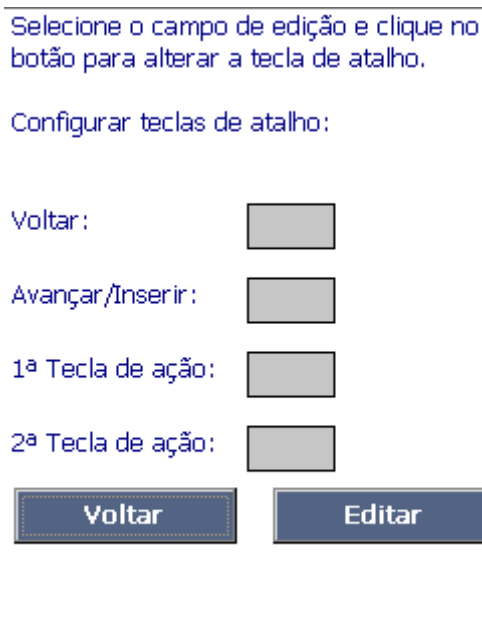 Selecione o campo de edição e clique no
botão para alterar a tecla de atalho.
Configurar teclas de atalho:
Voltar:
Avançar/Inserir:
1ª Tecla de ação:
2ª Tecla de ação:
Voltar Editar